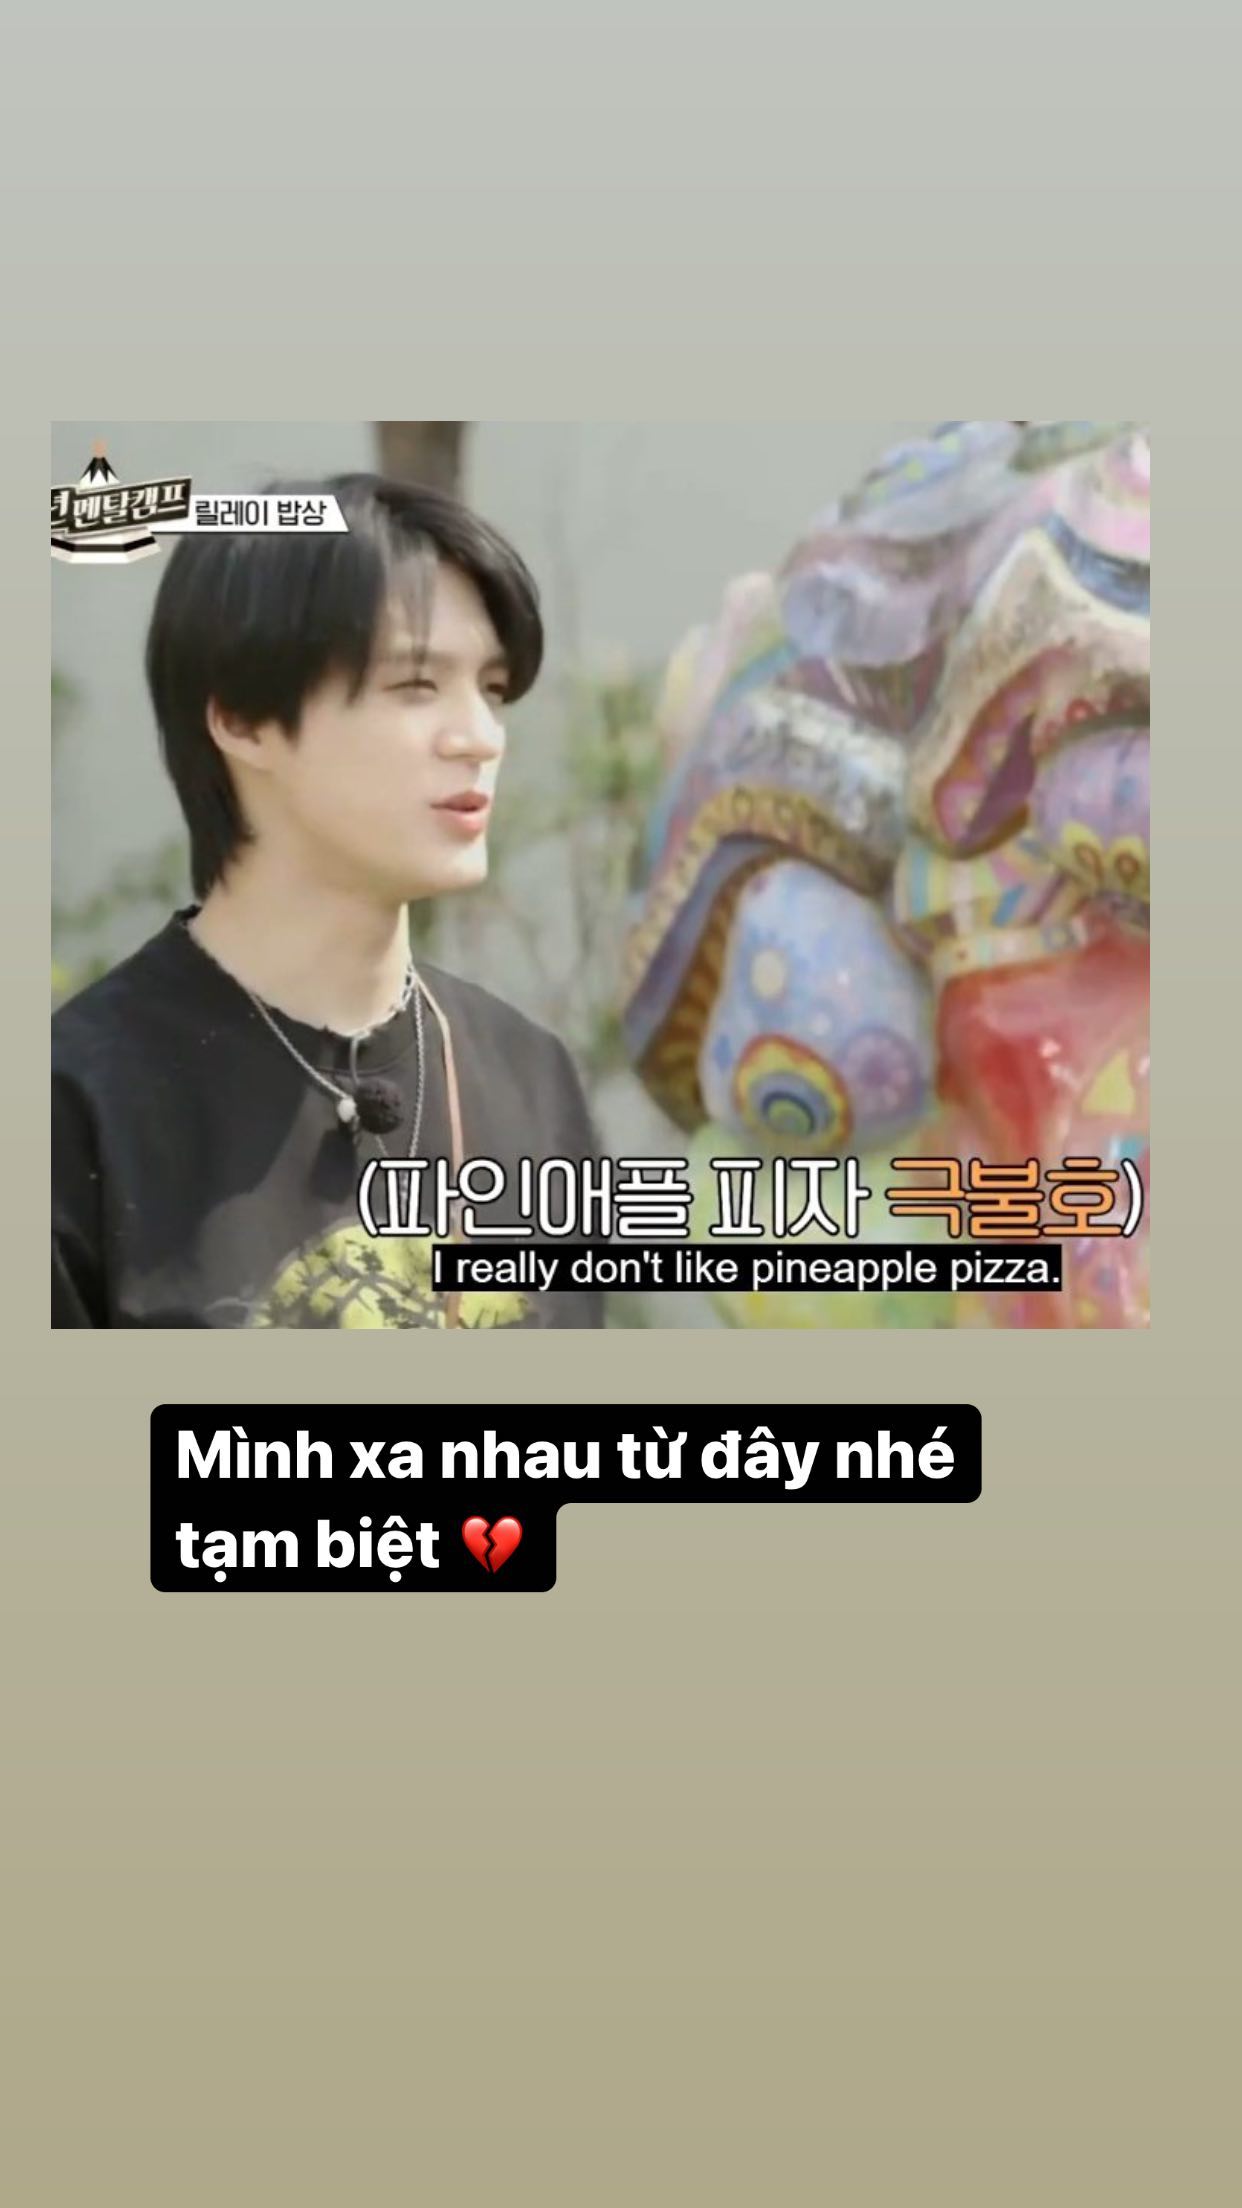 멘탈캠프
릴레이 밥상
(파인애플 피자 극불호)
I really don't like pineapple pizza.
Mình xa nhau từ đây nhé
tạm biệt 💔